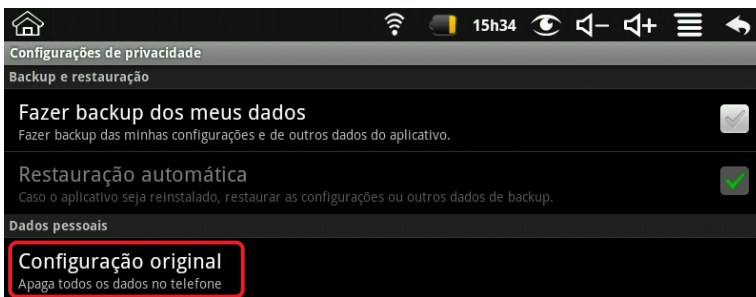 15h34
Configurações de privacidade
Backup e restauração
Fazer backup dos meus dados
Fazer backup das minhas configurações e de outros dados do aplicativo.
Restauração automática
Caso o aplicativo seja reinstalado, restaurar as configurações ou outros dados de backup.
Dados pessoais
Configuração original
Apaga todos os dados no telefone